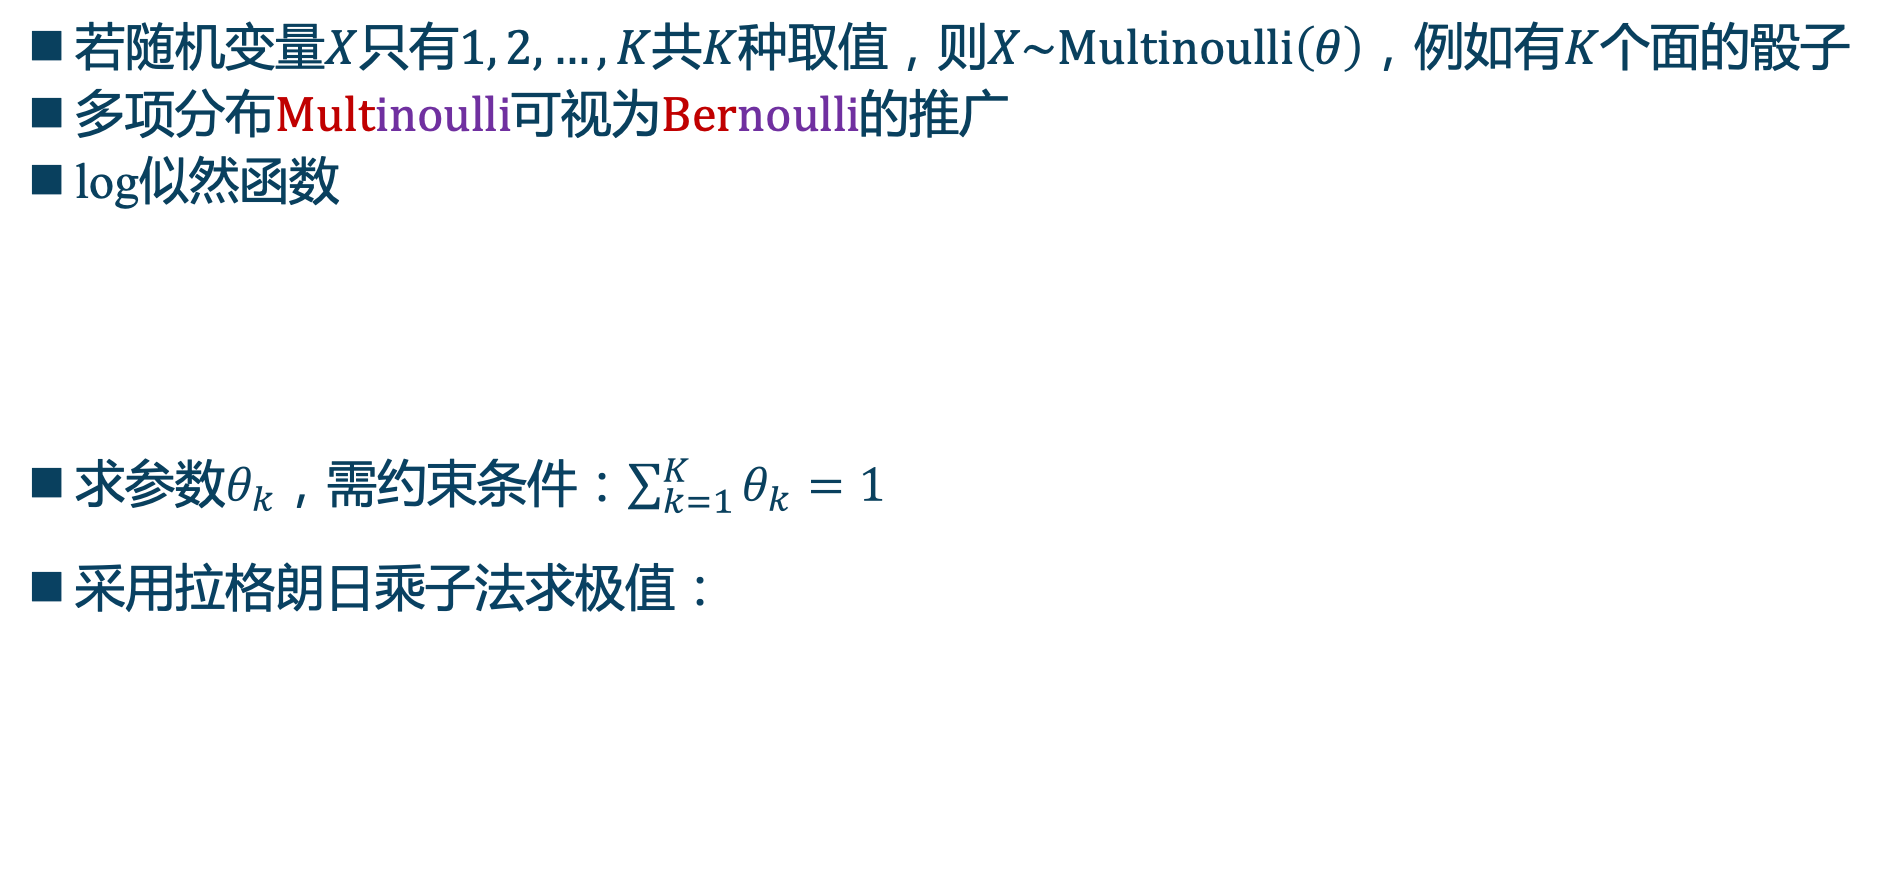 ■ 若随机变量X只有1, 2, …, K共K种取值，则X~Multinoulli(θ)，例如有K个面的骰子
■ 多项分布Multinoulli可视为Bernoulli的推广
■ log似然函数
■ 求参数θ_k，需约束条件：∑_{k=1}^{K} θ_k = 1
■ 采用拉格朗日乘子法求极值：